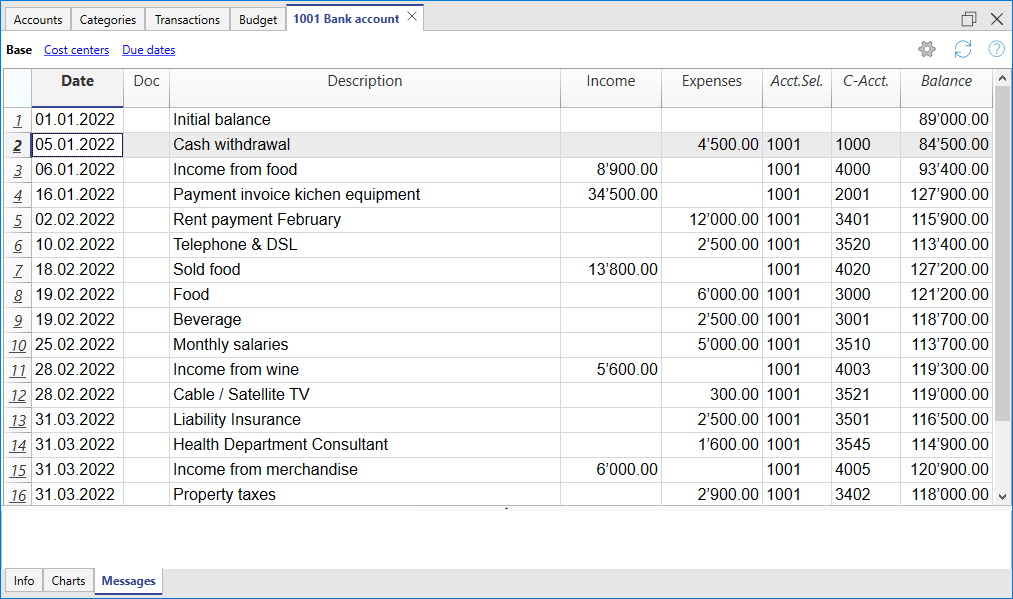 Accounts Categories Transactions Budget 1001 Bank account
Base Cost centers Due dates
Date Doc Description Income Expenses Acct.Sel. C-Acct. Balance
1 01.01.2022 Initial balance 89’000.00
2 05.01.2022 Cash withdrawal 4’500.00 1001 1000 84’500.00
3 06.01.2022 Income from food 8’900.00 1001 4000 93’400.00
4 16.01.2022 Payment invoice kichen equipment 34’500.00 1001 2001 127’900.00
5 02.02.2022 Rent payment February 12’000.00 1001 3401 115’900.00
6 10.02.2022 Telephone & DSL 2’500.00 1001 3520 113’400.00
7 18.02.2022 Sold food 13’800.00 1001 4020 127’200.00
8 19.02.2022 Food 6’000.00 1001 3000 121’200.00
9 19.02.2022 Beverage 2’500.00 1001 3001 118’700.00
10 25.02.2022 Monthly salaries 5’000.00 1001 3510 113’700.00
11 28.02.2022 Income from wine 5’600.00 1001 4003 119’300.00
12 28.02.2022 Cable / Satellite TV 300.00 1001 3521 119’000.00
13 31.03.2022 Liability Insurance 2’500.00 1001 3501 116’500.00
14 31.03.2022 Health Department Consultant 1’600.00 1001 3545 114’900.00
15 31.03.2022 Income from merchandise 6’000.00 1001 4005 120’900.00
16 31.03.2022 Property taxes 2’900.00 1001 3402 118’000.00
Info Charts Messages